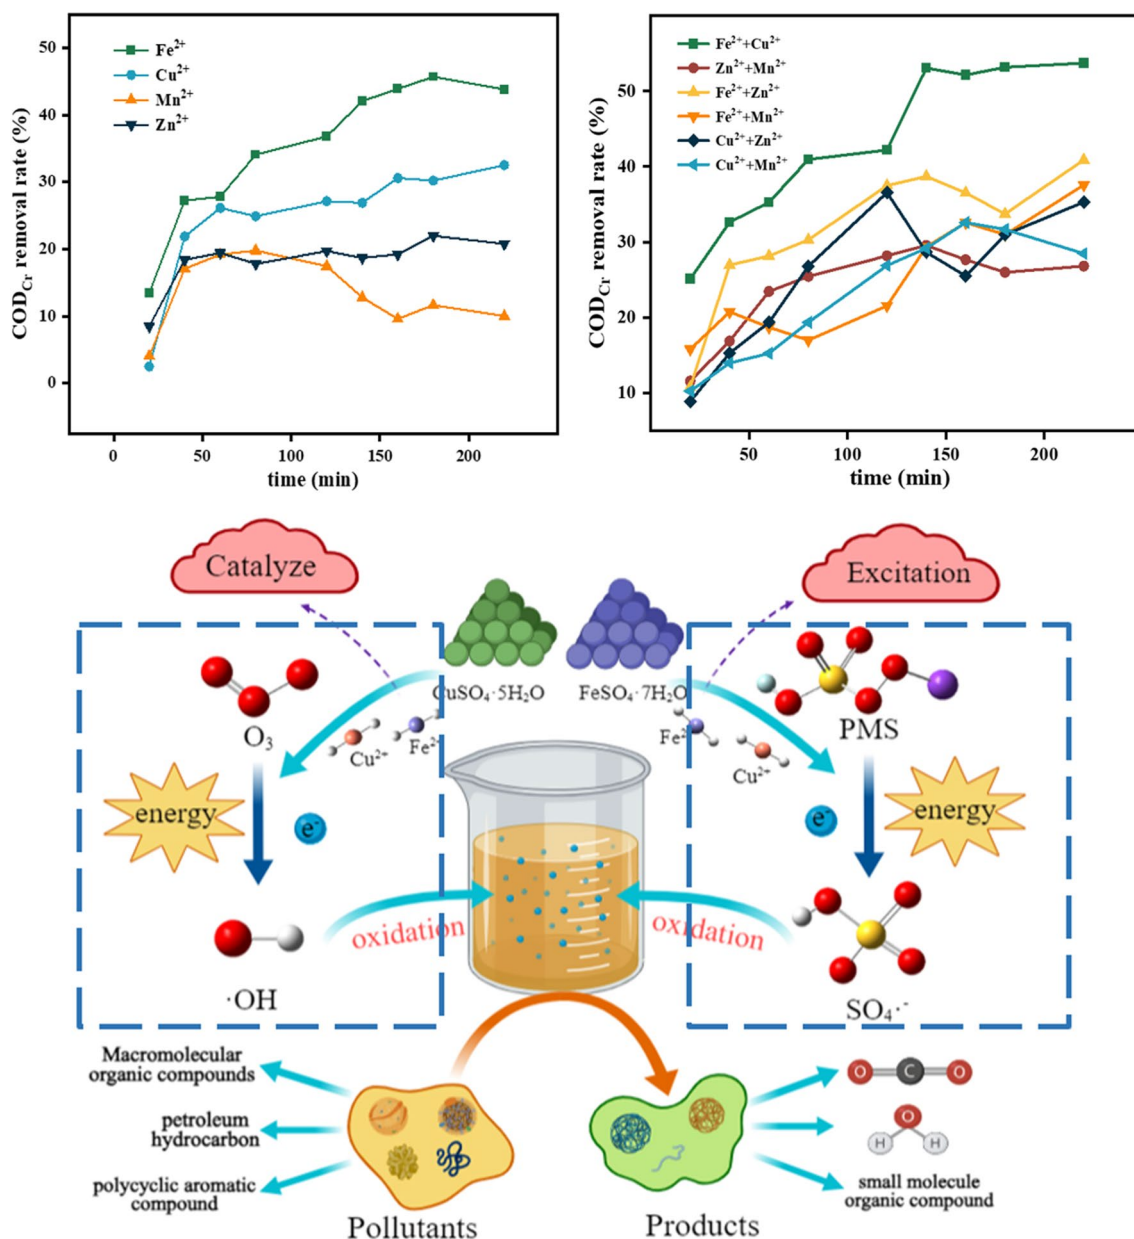 50
40
30
20
10
0
COD_Cr removal rate (%)
Fe²⁺
Cu²⁺
Mn²⁺
Zn²⁺
0
50
100
150
200
time (min)
50
40
30
20
10
COD_Cr removal rate (%)
Fe²⁺+Cu²⁺
Zn²⁺+Mn²⁺
Fe²⁺+Zn²⁺
Fe²⁺+Mn²⁺
Cu²⁺+Zn²⁺
Cu²⁺+Mn²⁺
50
100
150
200
time (min)
Catalyze
Excitation
CuSO₄·5H₂O
FeSO₄·7H₂O
O₃
Cu²⁺
Fe²⁺
energy
e⁻
oxidation
·OH
PMS
Fe²⁺
Cu²⁺
e⁻
energy
oxidation
SO₄·⁻
Macromolecular
organic compounds
petroleum
hydrocarbon
polycyclic aromatic
compound
Pollutants
Products
O C O
O
H H
small molecule
organic compound